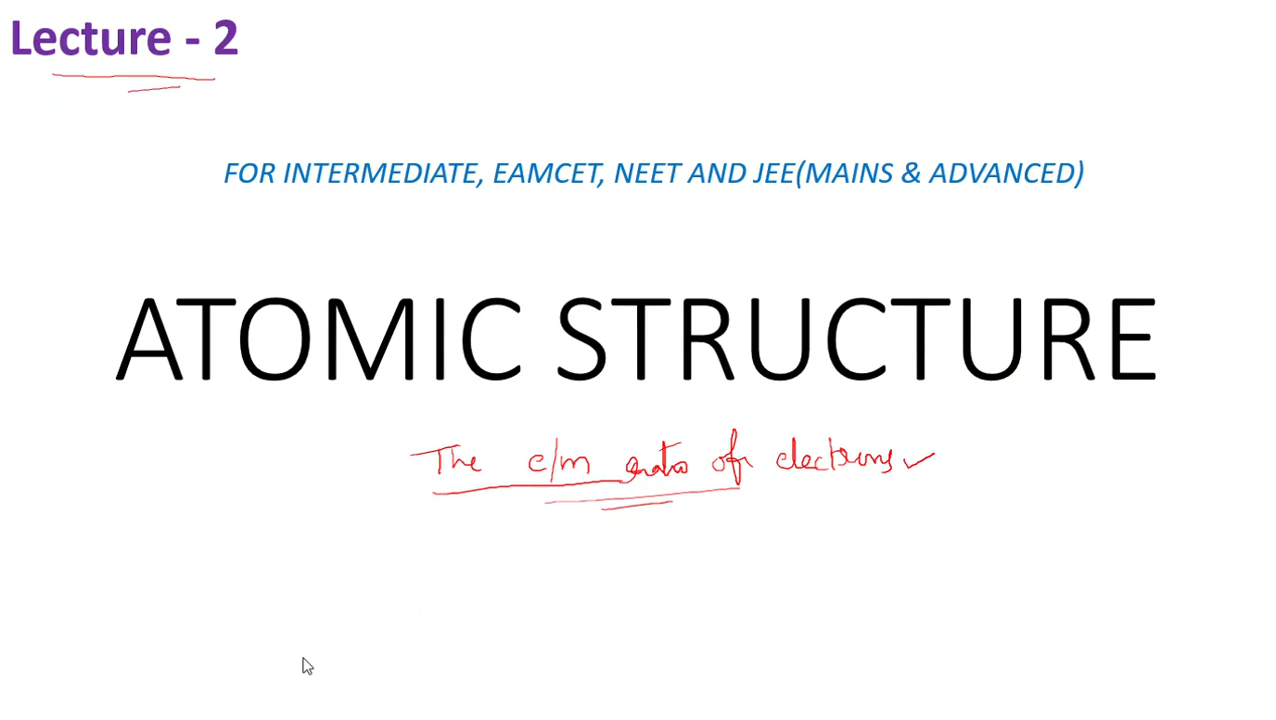 Lecture - 2
FOR INTERMEDIATE, EAMCET, NEET AND JEE(MAINS & ADVANCED)
ATOMIC STRUCTURE
The e/m ratio of electrons